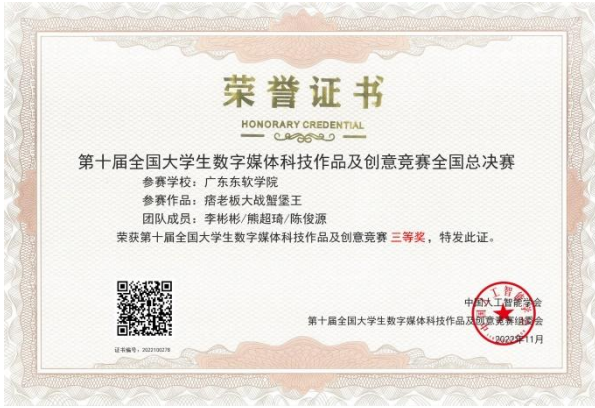 荣誉证书
HONORARY CREDENTIAL
第十届全国大学生数字媒体科技作品及创意竞赛全国总决赛
参赛学校：广东东软学院
参赛作品：痞老板大战蟹堡王
团队成员：李彬彬/熊超琦/陈俊源
荣获第十届全国大学生数字媒体科技作品及创意竞赛 三等奖，特发此证。
中国人工智能学会
第十届全国大学生数字媒体科技作品及创意竞赛组委会
2022年11月
证书编号：2022100278